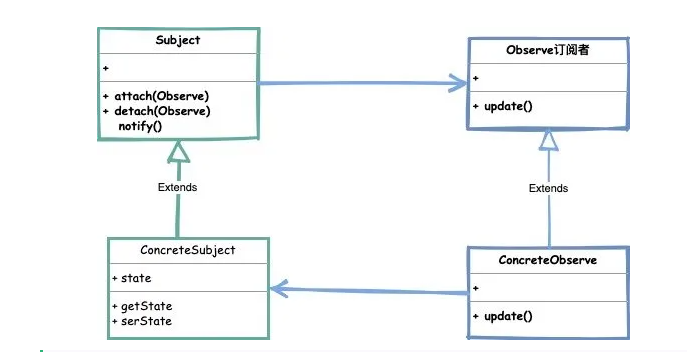 Subject
+
+ attach(Observe)
+ detach(Observe)
notify()
Observe订阅者
+
+ update()
Extends
Extends
ConcreteSubject
+ state
+ getState
+ serState
ConcreteObserve
+
+ update()